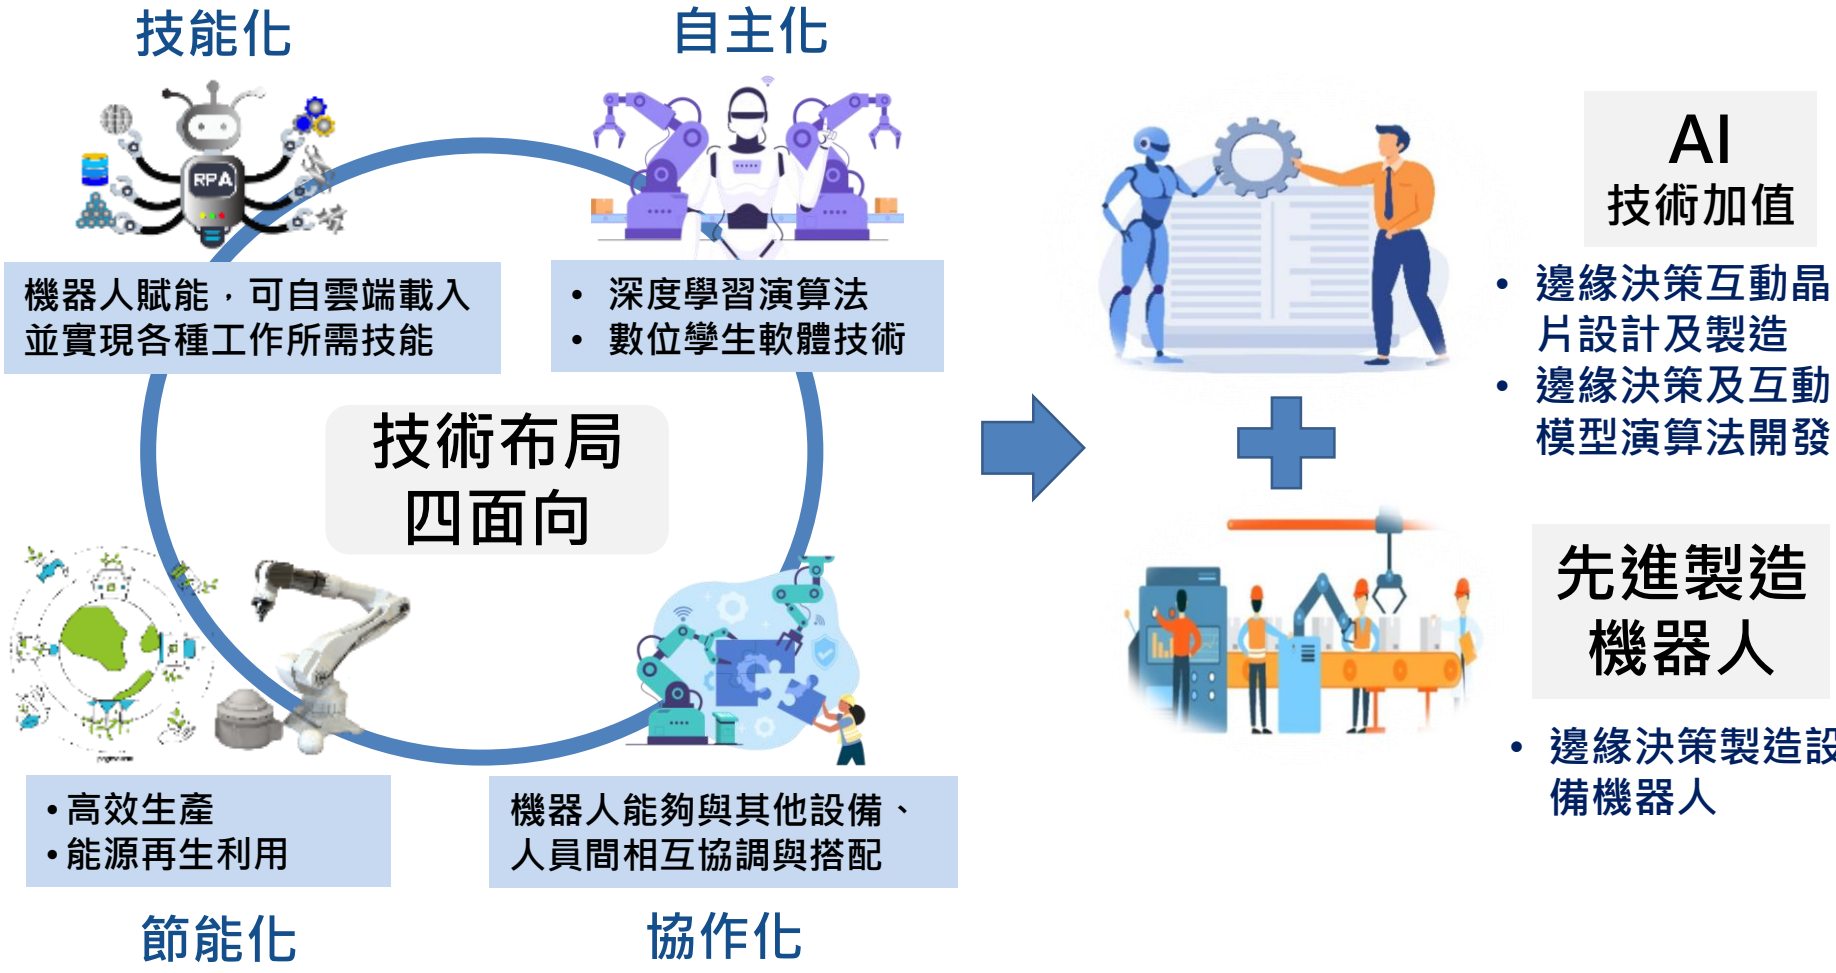 技能化
自主化
RPA
機器人賦能，可自雲端載入
並實現各種工作所需技能
• 深度學習演算法
• 數位孿生軟體技術
技術布局
四面向
• 高效生產
• 能源再生利用
機器人能夠與其他設備、
人員間相互協調與搭配
節能化
協作化
AI
技術加值
• 邊緣決策互動晶
片設計及製造
• 邊緣決策及互動
模型演算法開發
先進製造
機器人
• 邊緣決策製造設
備機器人